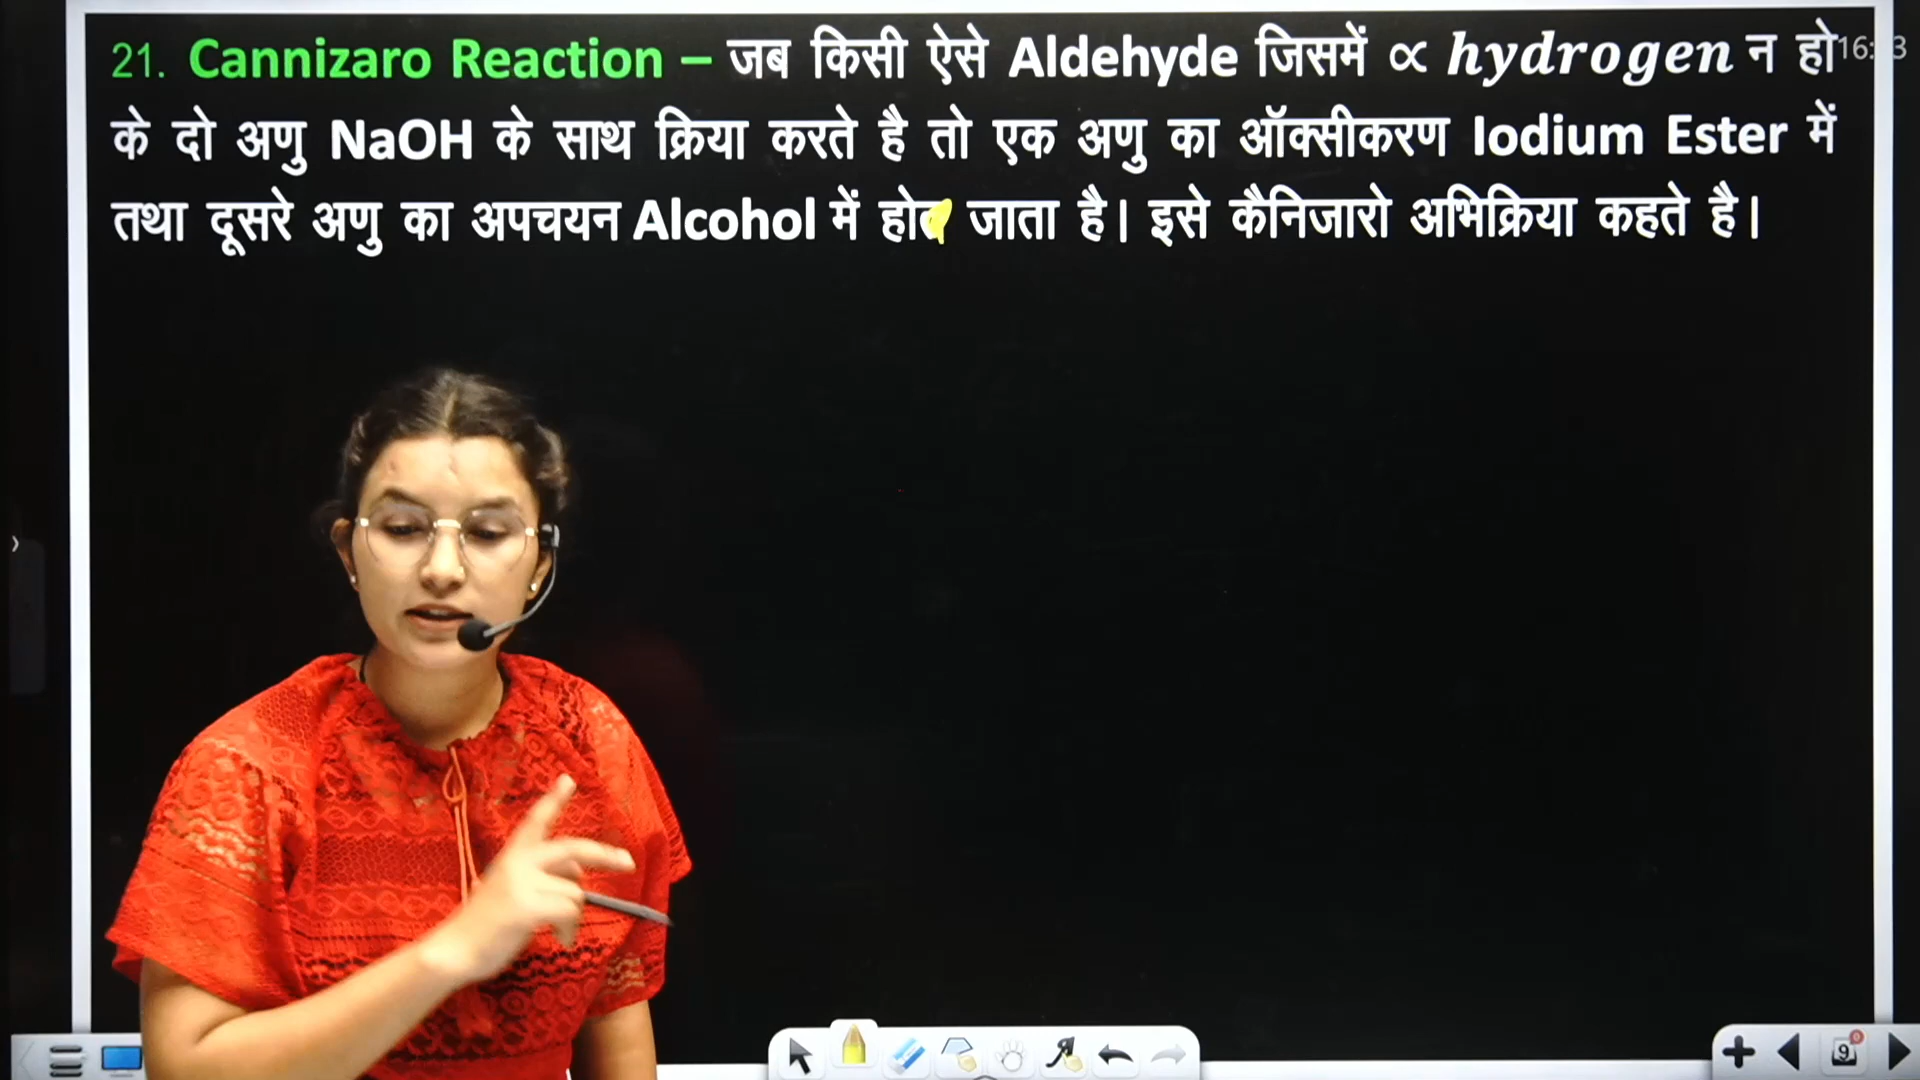 21. Cannizaro Reaction – जब किसी ऐसे Aldehyde जिसमें ∝ hydrogen न हो
के दो अणु NaOH के साथ क्रिया करते है तो एक अणु का ऑक्सीकरण Iodium Ester में
तथा दूसरे अणु का अपचयन Alcohol में जाता है। इसे कैनिजारो अभिक्रिया कहते है।
9